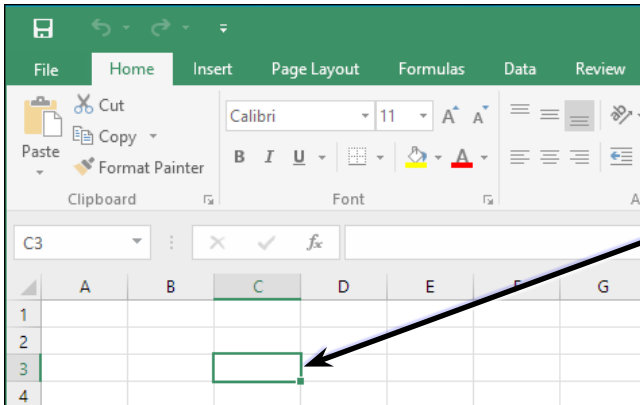 File Home Insert Page Layout Formulas Data Review
Cut
Copy
Paste
Format Painter
Clipboard
Calibri 11 A A
B I U A
Font
A
C3 fx
A B C D E F G
1
2
3
4